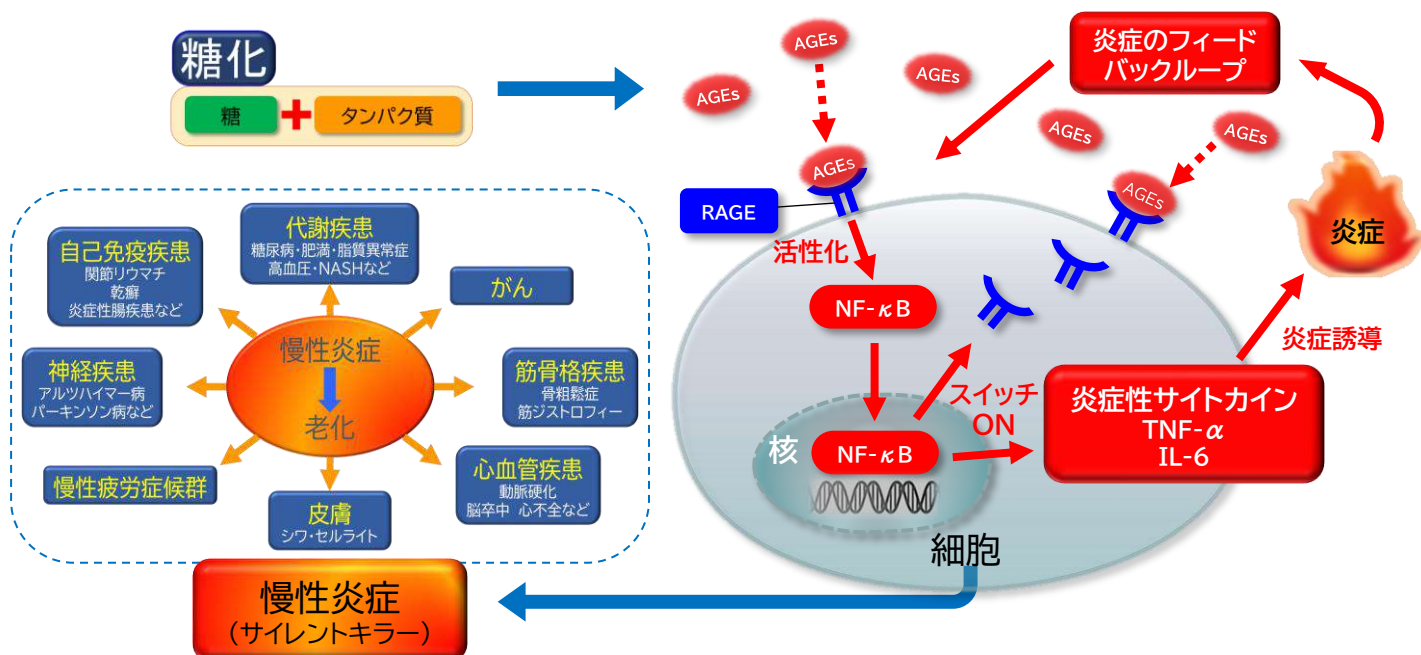 糖化
糖
タンパク質
AGEs
AGEs
AGEs
AGEs
AGEs
AGEs
AGEs
炎症のフィード
バックループ
RAGE
活性化
NF-κB
炎症
炎症誘導
スイッチ
ON
核
NF-κB
炎症性サイトカイン
TNF-α
IL-6
細胞
代謝疾患
糖尿病・肥満・脂質異常症
高血圧・NASHなど
自己免疫疾患
関節リウマチ
乾癬
炎症性腸疾患など
がん
慢性炎症
老化
神経疾患
アルツハイマー病
パーキンソン病など
筋骨格疾患
骨粗鬆症
筋ジストロフィー
慢性疲労症候群
皮膚
シワ・セルライト
心血管疾患
動脈硬化
脳卒中 心不全など
慢性炎症
（サイレントキラー）